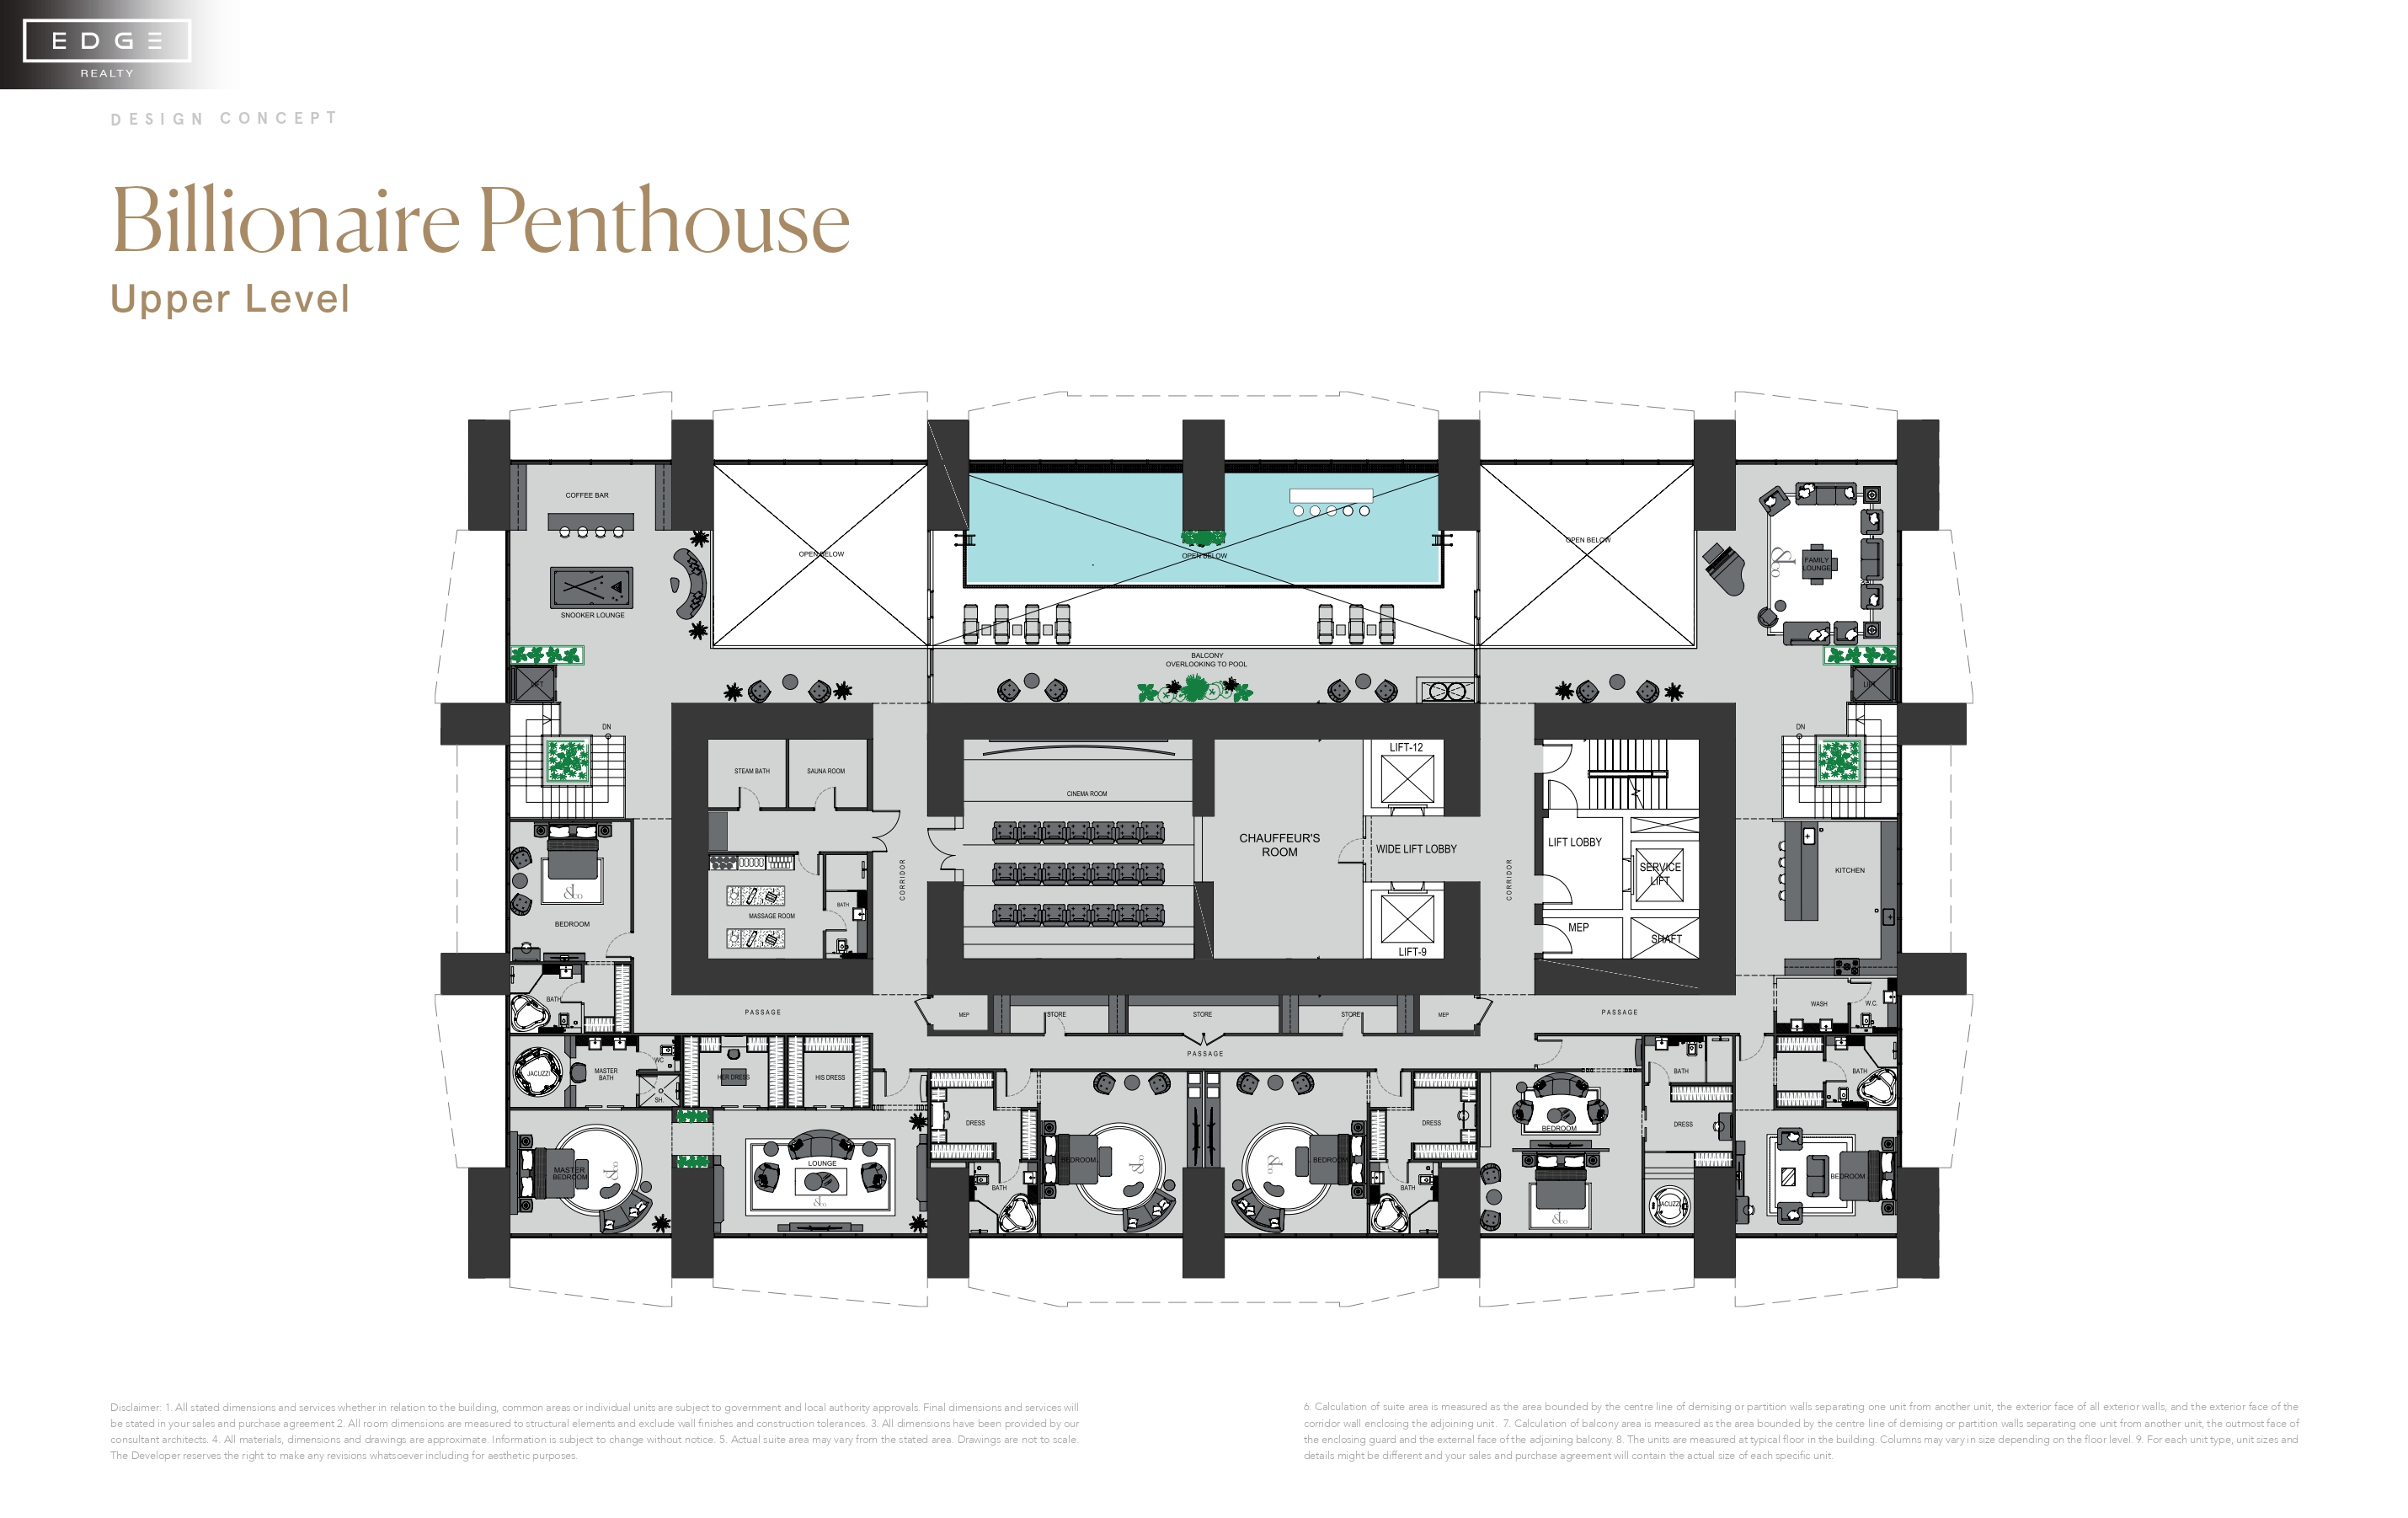 EDGE
REALTY
DESIGN CONCEPT
Billionaire Penthouse
Upper Level
COFFEE BAR
SNOOKER LOUNGE
OPEN BELOW
OPEN BELOW
OPEN BELOW
FAMILY
LOUNGE
BALCONY
OVERLOOKING TO POOL
LIFT
LIFT
DN
DN
STEAM BATH
SAUNA ROOM
CINEMA ROOM
LIFT-12
CHAUFFEUR'S
ROOM
WIDE LIFT LOBBY
LIFT LOBBY
SERVICE
LIFT
KITCHEN
CORRIDOR
CORRIDOR
MASSAGE ROOM
BATH
BEDROOM
LIFT-9
MEP
SHAFT
BATH
PASSAGE
MEP
STORE
STORE
STORE
MEP
PASSAGE
WASH
W.C.
PASSAGE
JACUZZI
MASTER
BATH
WC
SH.
HER DRESS
HIS DRESS
BATH
BATH
DRESS
DRESS
BEDROOM
DRESS
MASTER
BEDROOM
LOUNGE
BEDROOM
BEDROOM
BEDROOM
BATH
BATH
JACUZZI
&co
&co
&co
&co
&co
&co
&co
Disclaimer: 1. All stated dimensions and services whether in relation to the building, common areas or individual units are subject to government and local authority approvals. Final dimensions and services will
be stated in your sales and purchase agreement 2. All room dimensions are measured to structural elements and exclude wall finishes and construction tolerances. 3. All dimensions have been provided by our
consultant architects. 4. All materials, dimensions and drawings are approximate. Information is subject to change without notice. 5. Actual suite area may vary from the stated area. Drawings are not to scale.
The Developer reserves the right to make any revisions whatsoever including for aesthetic purposes.
6. Calculation of suite area is measured as the area bounded by the centre line of demising or partition walls separating one unit from another unit, the exterior face of all exterior walls, and the exterior face of the
corridor wall enclosing the adjoining unit. 7. Calculation of balcony area is measured as the area bounded by the centre line of demising or partition walls separating one unit from another unit, the outmost face of
the enclosing guard and the external face of the adjoining balcony. 8. The units are measured at typical floor in the building. Columns may vary in size depending on the floor level. 9. For each unit type, unit sizes and
details might be different and your sales and purchase agreement will contain the actual size of each specific unit.